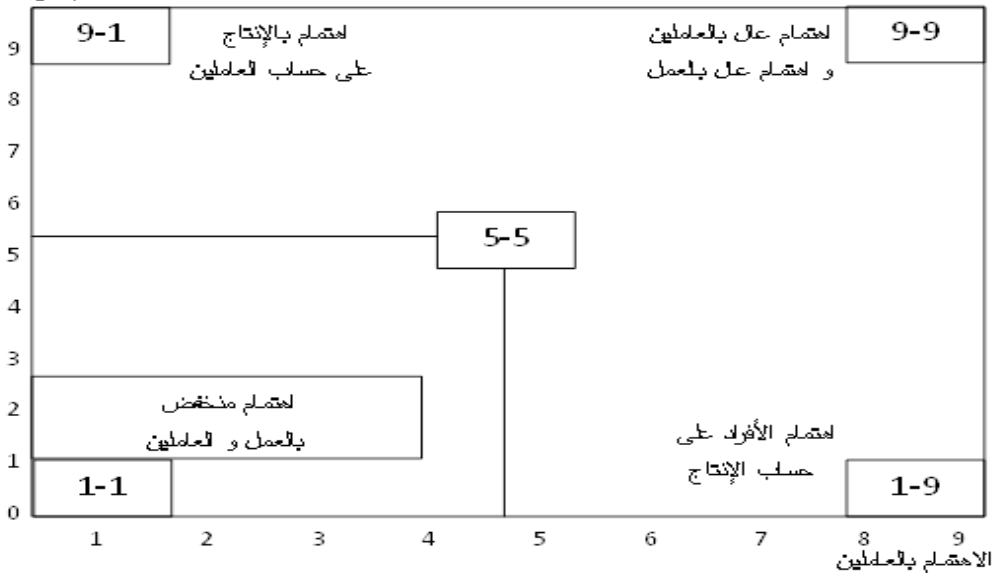 9-1
اهتمام بالإنتاج
على حساب العاملين
اهتمام عال بالعاملين
و اهتمام عال بالعمل
9-9
9
8
7
6
5
4
3
2
1
0
5-5
اهتمام منخفض
بالعمل و العاملين
1-1
اهتمام الأفراد على
حساب الإنتاج
1-9
1 2 3 4 5 6 7 8 9
الاهتمام بالعاملين